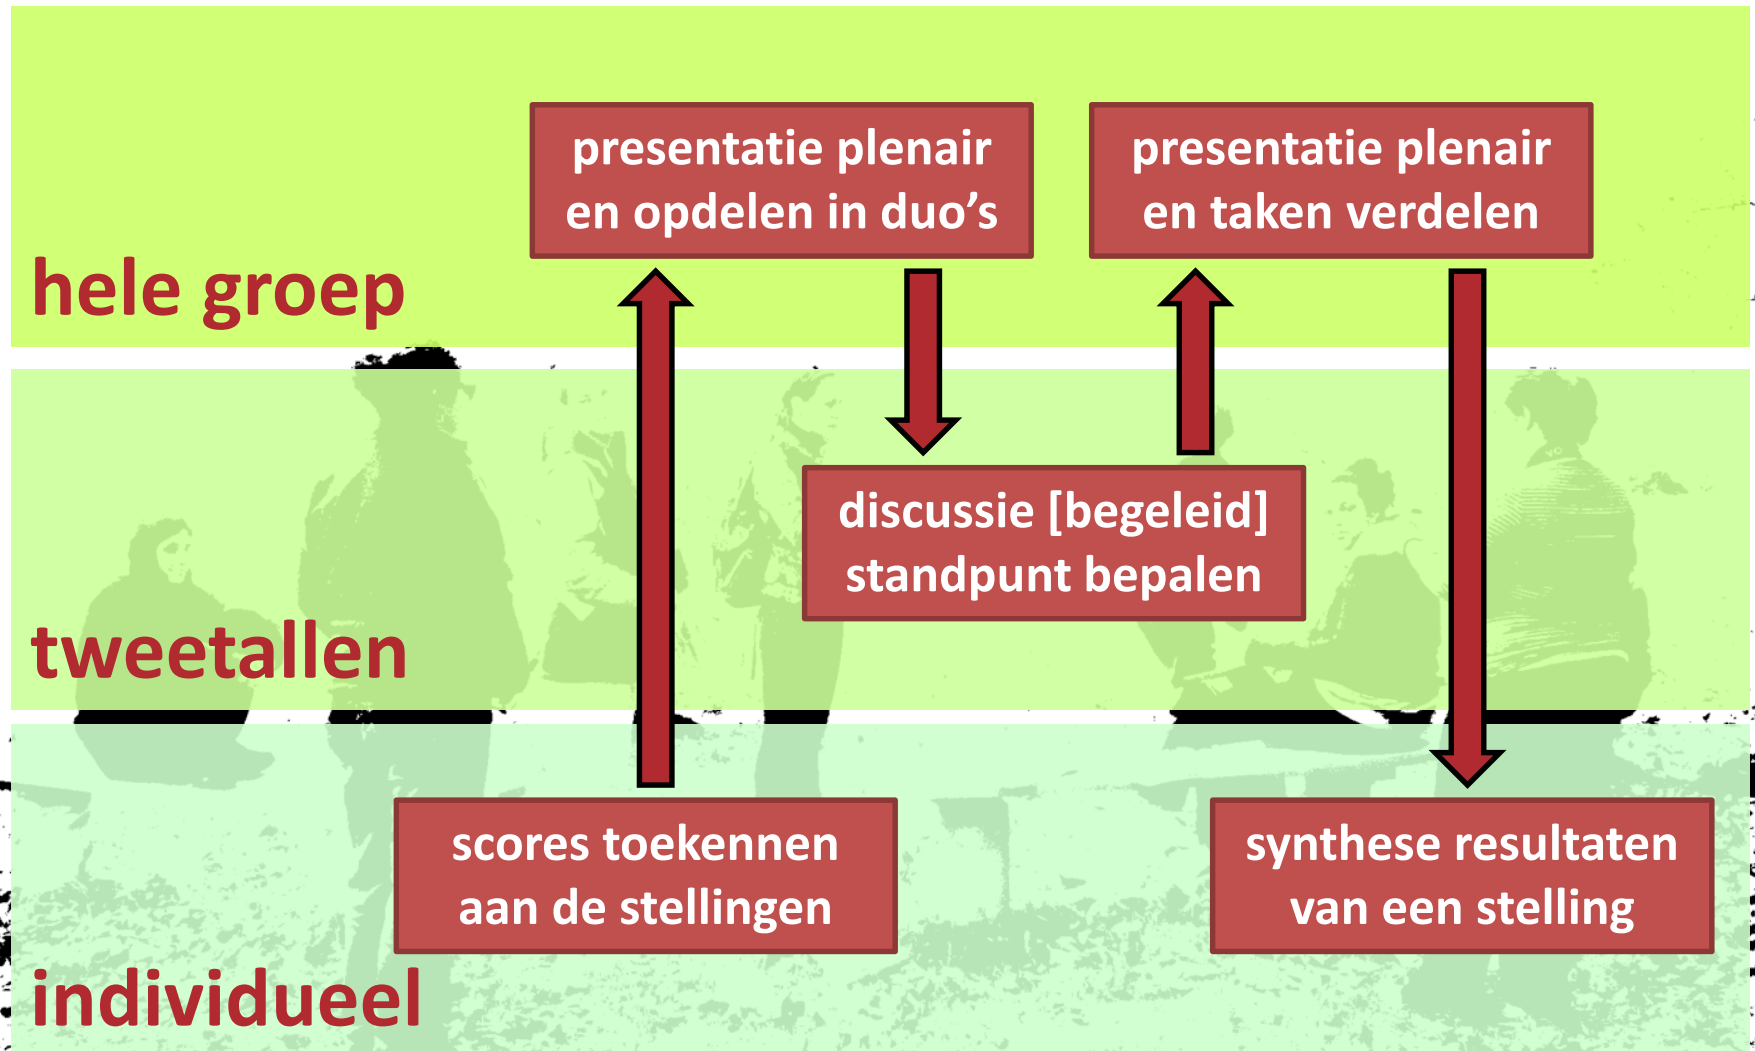 presentatie plenair
en opdelen in duo’s
presentatie plenair
en taken verdelen
hele groep
discussie [begeleid]
standpunt bepalen
tweetallen
scores toekennen
aan de stellingen
synthese resultaten
van een stelling
individueel